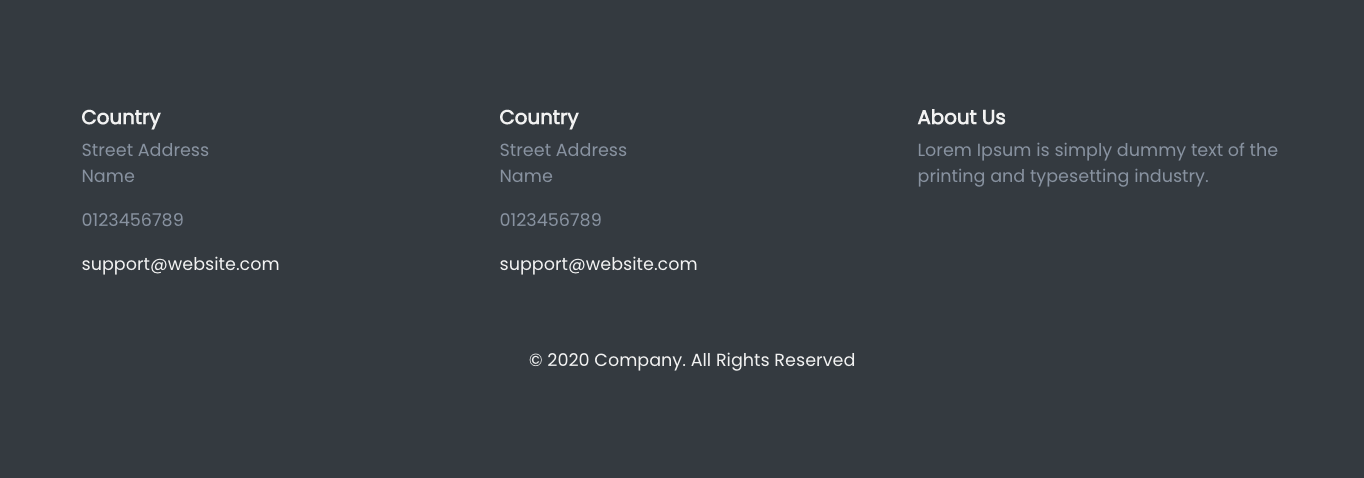 Country
Street Address
Name
0123456789
support@website.com
Country
Street Address
Name
0123456789
support@website.com
About Us
Lorem Ipsum is simply dummy text of the
printing and typesetting industry.
© 2020 Company. All Rights Reserved